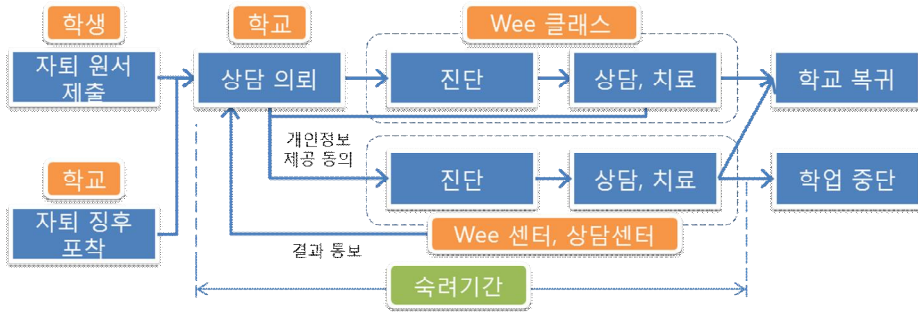 학생
학교
Wee 클래스
자퇴 원서
제출
상담 의뢰
진단
상담, 치료
학교 복귀
개인정보
제공 동의
학교
자퇴 징후
포착
진단
상담, 치료
학업 중단
Wee 센터, 상담센터
결과 통보
숙려기간